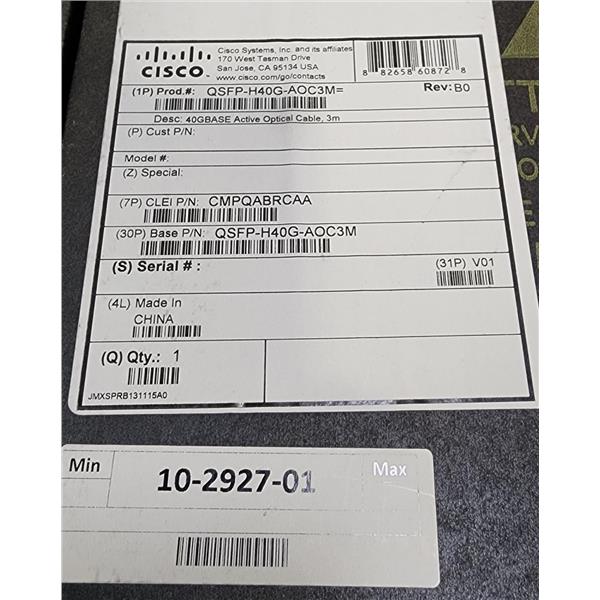 CISCO
Cisco Systems, Inc. and its affiliates
170 West Tasman Drive
San Jose, CA 95134 USA
www.cisco.com/go/contacts
8 82658 60872 8
(1P) Prod.#: QSFP-H40G-AOC3M=
Rev: B0
Desc: 40GBASE Active Optical Cable, 3m
(P) Cust P/N:
Model #:
(Z) Special:
(7P) CLEI P/N: CMPQABRCAA
(30P) Base P/N: QSFP-H40G-AOC3M
(S) Serial # :
(31P) V01
(4L) Made In
CHINA
(Q) Qty.: 1
JMXSPRB131115A0
Min
10-2927-01
Max